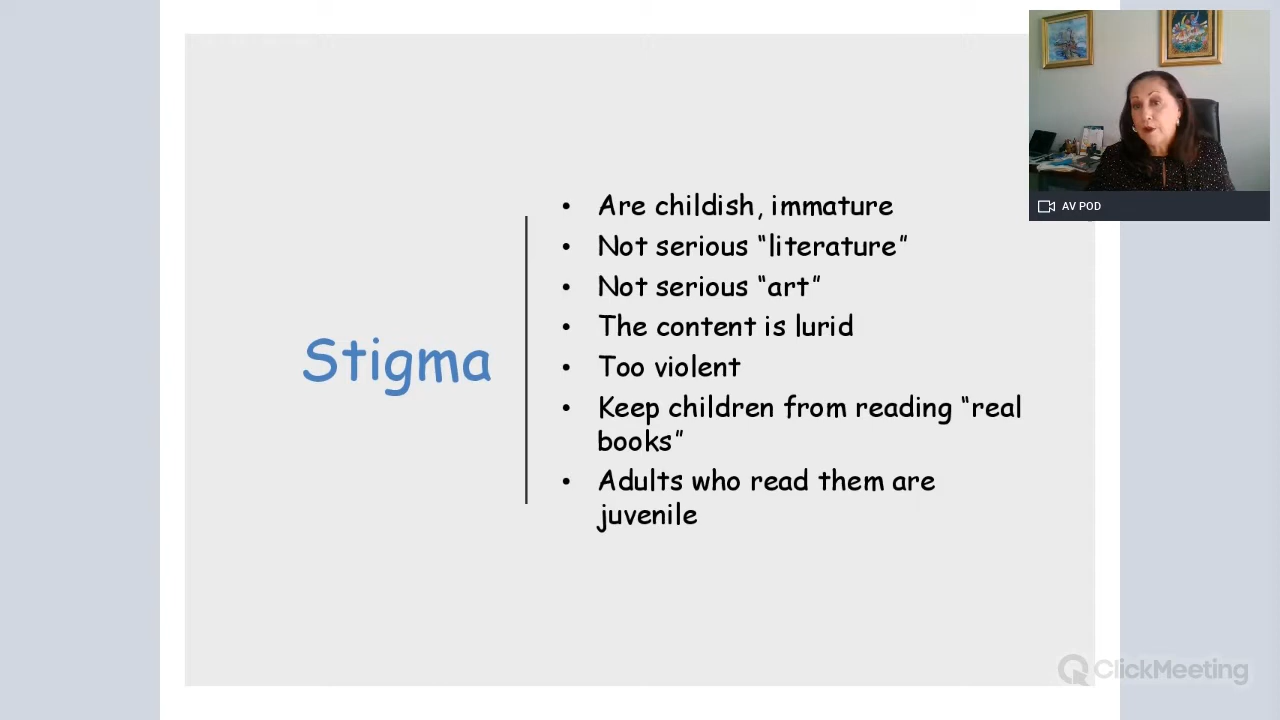 Stigma
• Are childish, immature
• Not serious “literature”
• Not serious “art”
• The content is lurid
• Too violent
• Keep children from reading “real
books”
• Adults who read them are
juvenile
AV POD
ClickMeeting